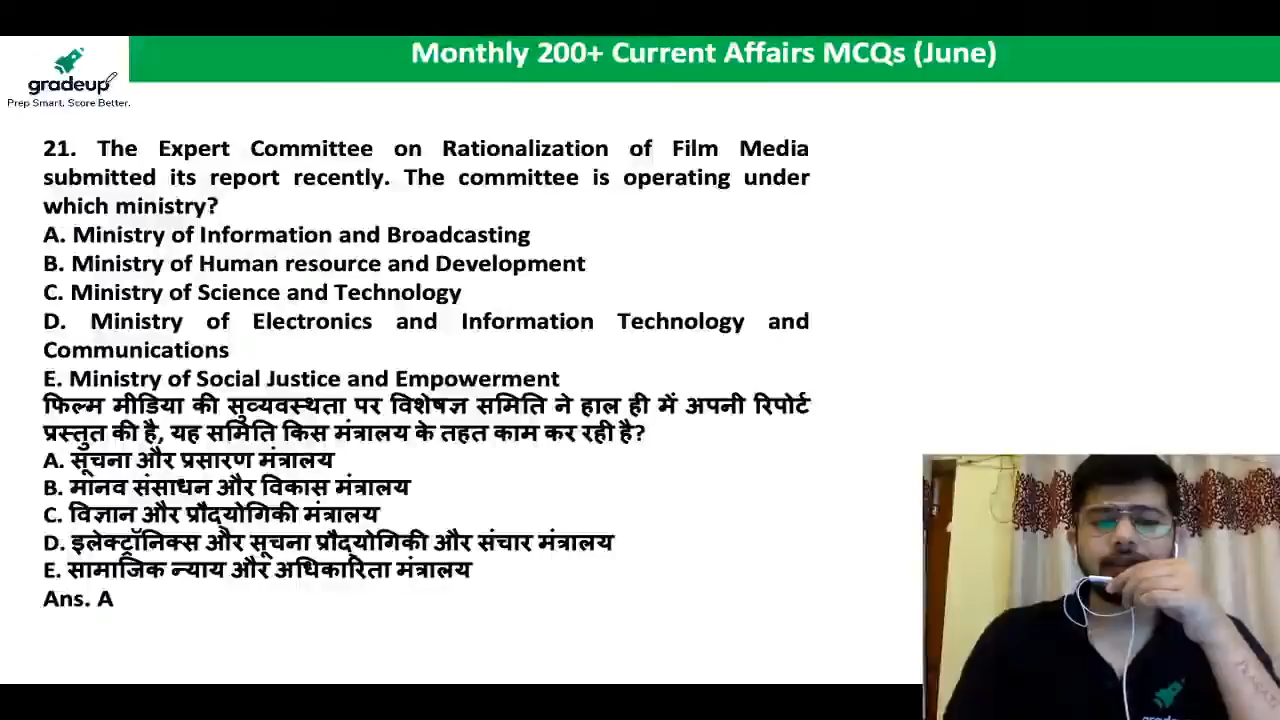 Monthly 200+ Current Affairs MCQs (June)
gradeup
Prep Smart. Score Better.
21. The Expert Committee on Rationalization of Film Media
submitted its report recently. The committee is operating under
which ministry?
A. Ministry of Information and Broadcasting
B. Ministry of Human resource and Development
C. Ministry of Science and Technology
D. Ministry of Electronics and Information Technology and
Communications
E. Ministry of Social Justice and Empowerment
फिल्म मीडिया की सुव्यवस्थता पर विशेषज्ञ समिति ने हाल ही में अपनी रिपोर्ट
प्रस्तुत की है, यह समिति किस मंत्रालय के तहत काम कर रही है?
A. सूचना और प्रसारण मंत्रालय
B. मानव संसाधन और विकास मंत्रालय
C. विज्ञान और प्रौद्योगिकी मंत्रालय
D. इलेक्ट्रॉनिक्स और सूचना प्रौद्योगिकी और संचार मंत्रालय
E. सामाजिक न्याय और अधिकारिता मंत्रालय
Ans. A